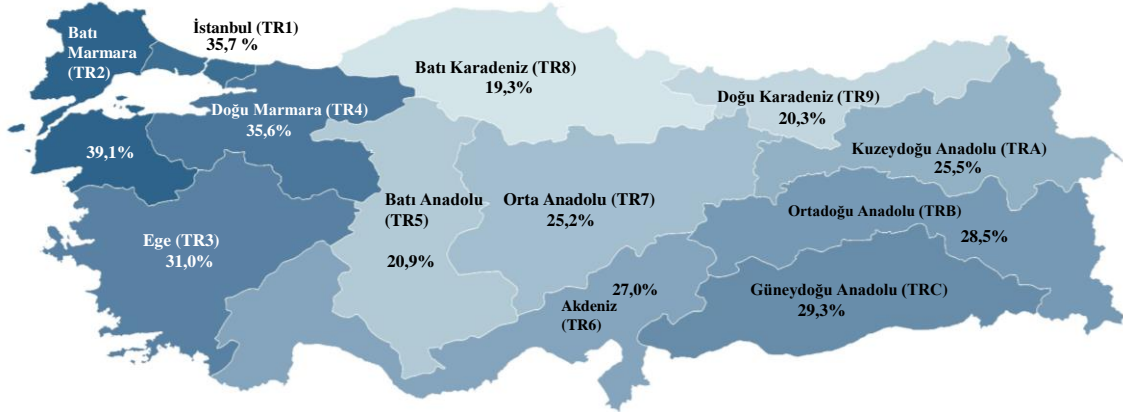 Batı
Marmara
(TR2)
39,1%
İstanbul (TR1)
35,7 %
Doğu Marmara (TR4)
35,6%
Ege (TR3)
31,0%
Batı Karadeniz (TR8)
19,3%
Batı Anadolu
(TR5)
20,9%
Orta Anadolu (TR7)
25,2%
27,0%
Akdeniz
(TR6)
Doğu Karadeniz (TR9)
20,3%
Kuzeydoğu Anadolu (TRA)
25,5%
Ortadoğu Anadolu (TRB)
28,5%
Güneydoğu Anadolu (TRC)
29,3%